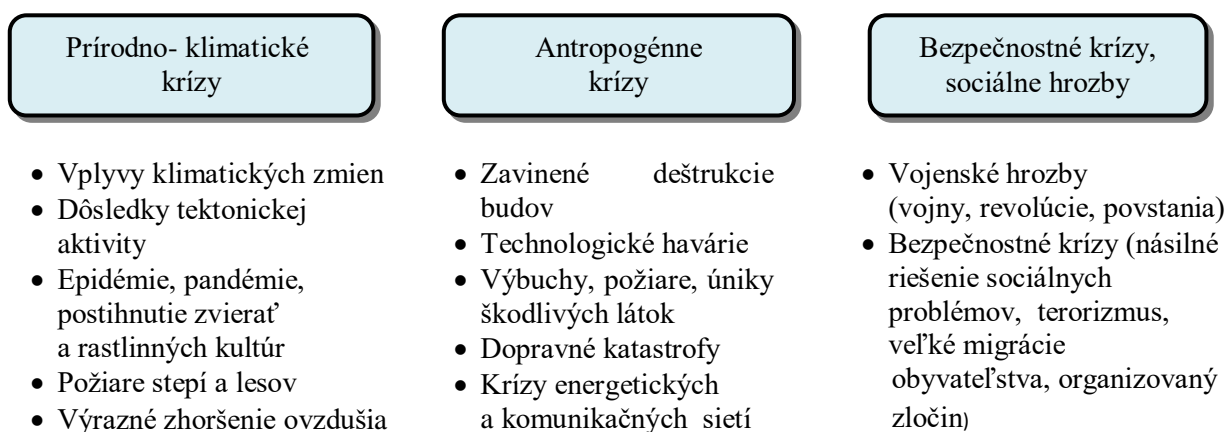 Prírodno- klimatické
krízy
Antropogénne
krízy
Bezpečnostné krízy,
sociálne hrozby
• Vplyvy klimatických zmien
• Dôsledky tektonickej
aktivity
• Epidémie, pandémie,
postihnutie zvierať
a rastlinných kultúr
• Požiare stepí a lesov
• Výrazné zhoršenie ovzdušia
• Zavinené deštrukcie
budov
• Technologické havárie
• Výbuchy, požiare, úniky
škodlivých látok
• Dopravné katastrofy
• Krízy energetických
a komunikačných sietí
• Vojenské hrozby
(vojny, revolúcie, povstania)
• Bezpečnostné krízy (násilné
riešenie sociálnych
problémov, terorizmus,
veľké migrácie
obyvateľstva, organizovaný
zločin)